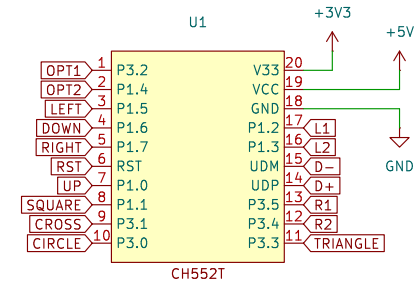 U1
+3V3
+5V
OPT1 1 P3.2 V33 20
OPT2 2 P1.4 VCC 19
LEFT 3 P1.5 GND 18
DOWN 4 P1.6 P1.2 17 L1
RIGHT 5 P1.7 P1.3 16 L2
RST 6 RST UDM 15 D-
UP 7 P1.0 UDP 14 D+
SQUARE 8 P1.1 P3.5 13 R1
CROSS 9 P3.1 P3.4 12 R2
CIRCLE 10 P3.0 P3.3 11 TRIANGLE
GND
CH552T